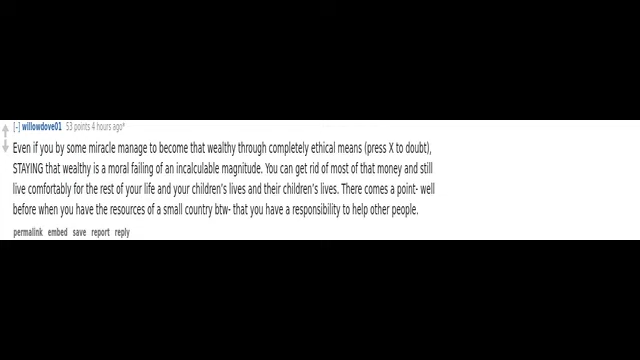 [-] willowdove01 53 points 4 hours ago*
Even if you by some miracle manage to become that wealthy through completely ethical means (press X to doubt),
STAYING that wealthy is a moral failing of an incalculable magnitude. You can get rid of most of that money and still
live comfortably for the rest of your life and your children's lives and their children's lives. There comes a point- well
before when you have the resources of a small country btw- that you have a responsibility to help other people.
permalink embed save report reply